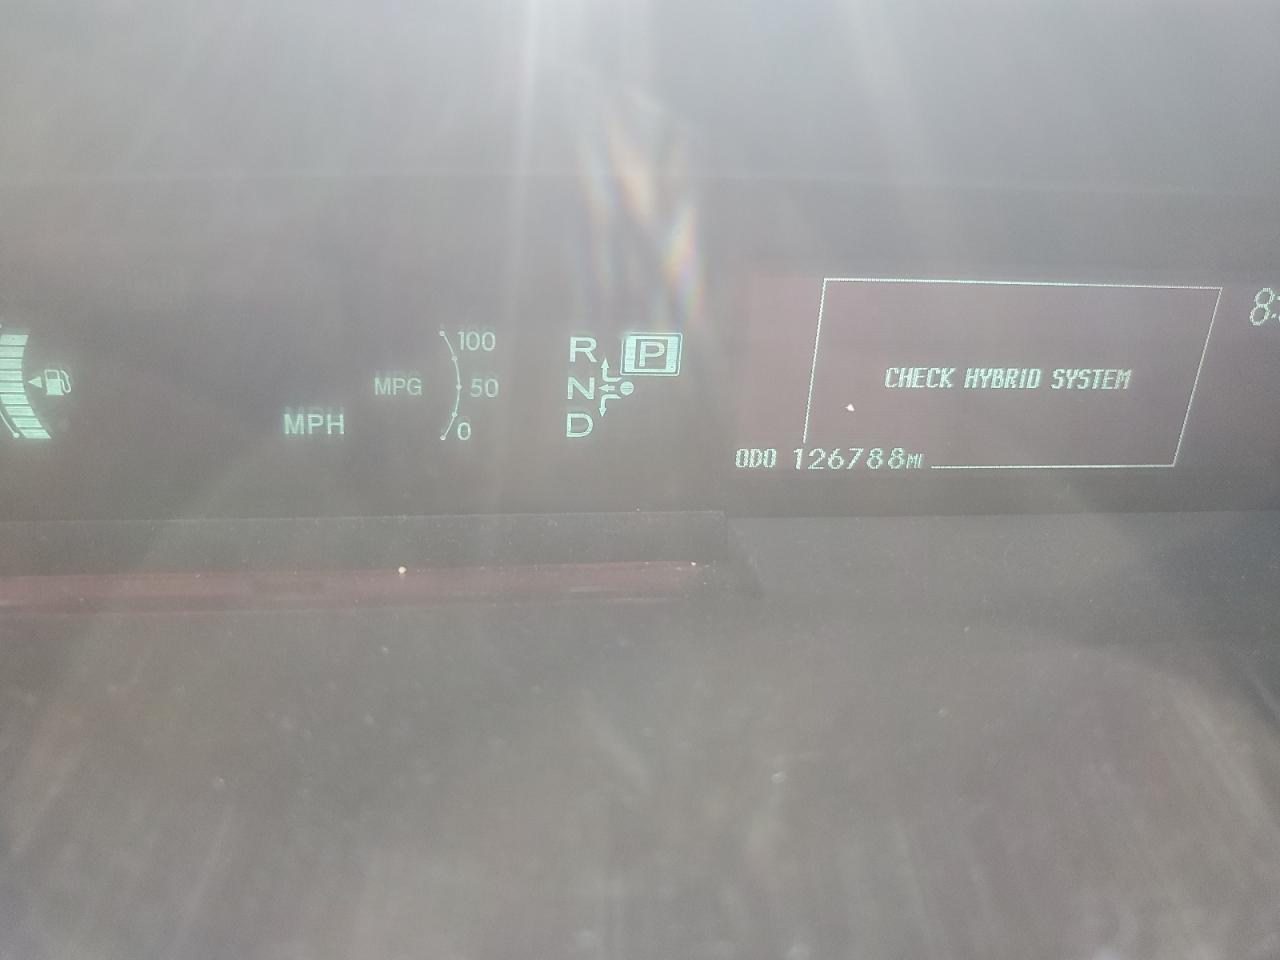 100
MPG 50
MPH 0
R P
N
D
CHECK HYBRID SYSTEM
ODO 126788MI